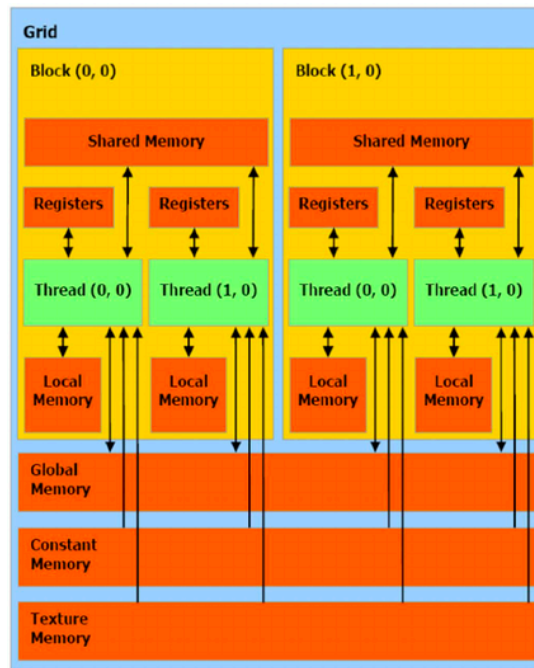 Grid
Block (0, 0)
Block (1, 0)
Shared Memory
Shared Memory
Registers
Registers
Registers
Registers
Thread (0, 0)
Thread (1, 0)
Thread (0, 0)
Thread (1, 0)
Local
Memory
Local
Memory
Local
Memory
Local
Memory
Global
Memory
Constant
Memory
Texture
Memory